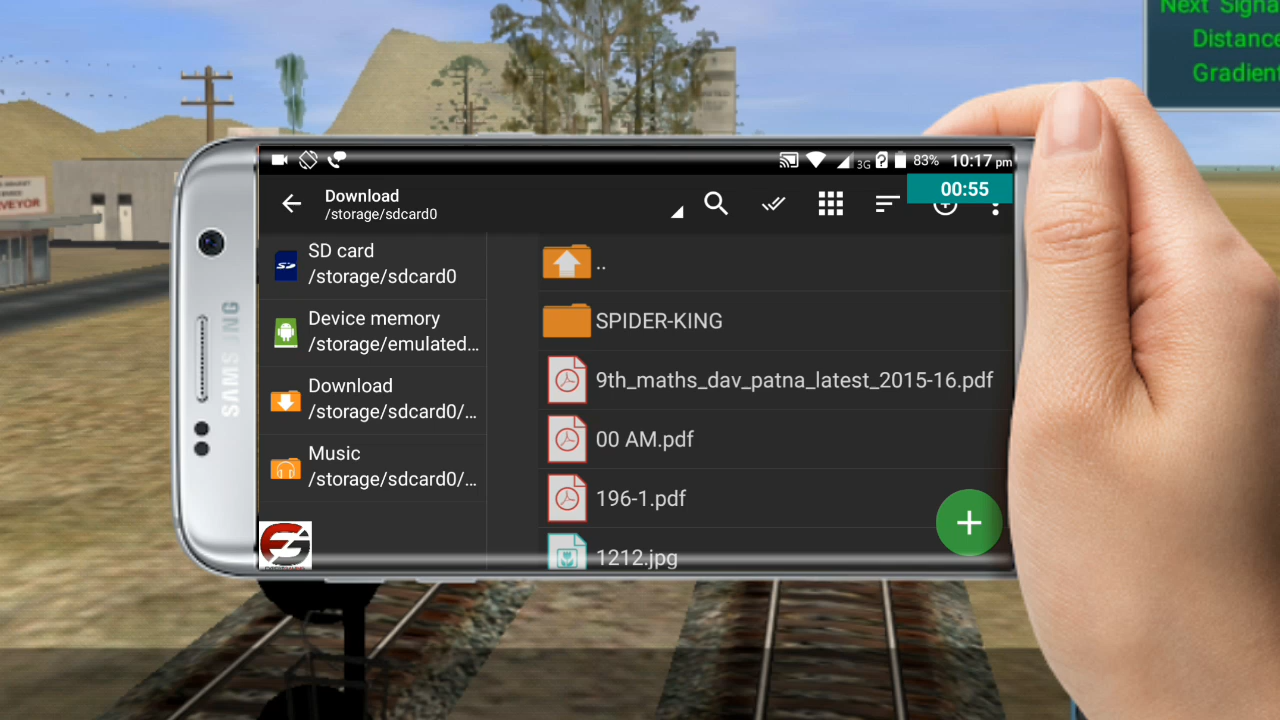 Next Signa
Distance
Gradient
VEYOR
SAMSUNG
3G
83%
10:17 pm
00:55
Download
/storage/sdcard0
SD card
/storage/sdcard0
Device memory
/storage/emulated...
Download
/storage/sdcard0/...
Music
/storage/sdcard0/...
..
SPIDER-KING
9th_maths_dav_patna_latest_2015-16.pdf
00 AM.pdf
196-1.pdf
1212.jpg